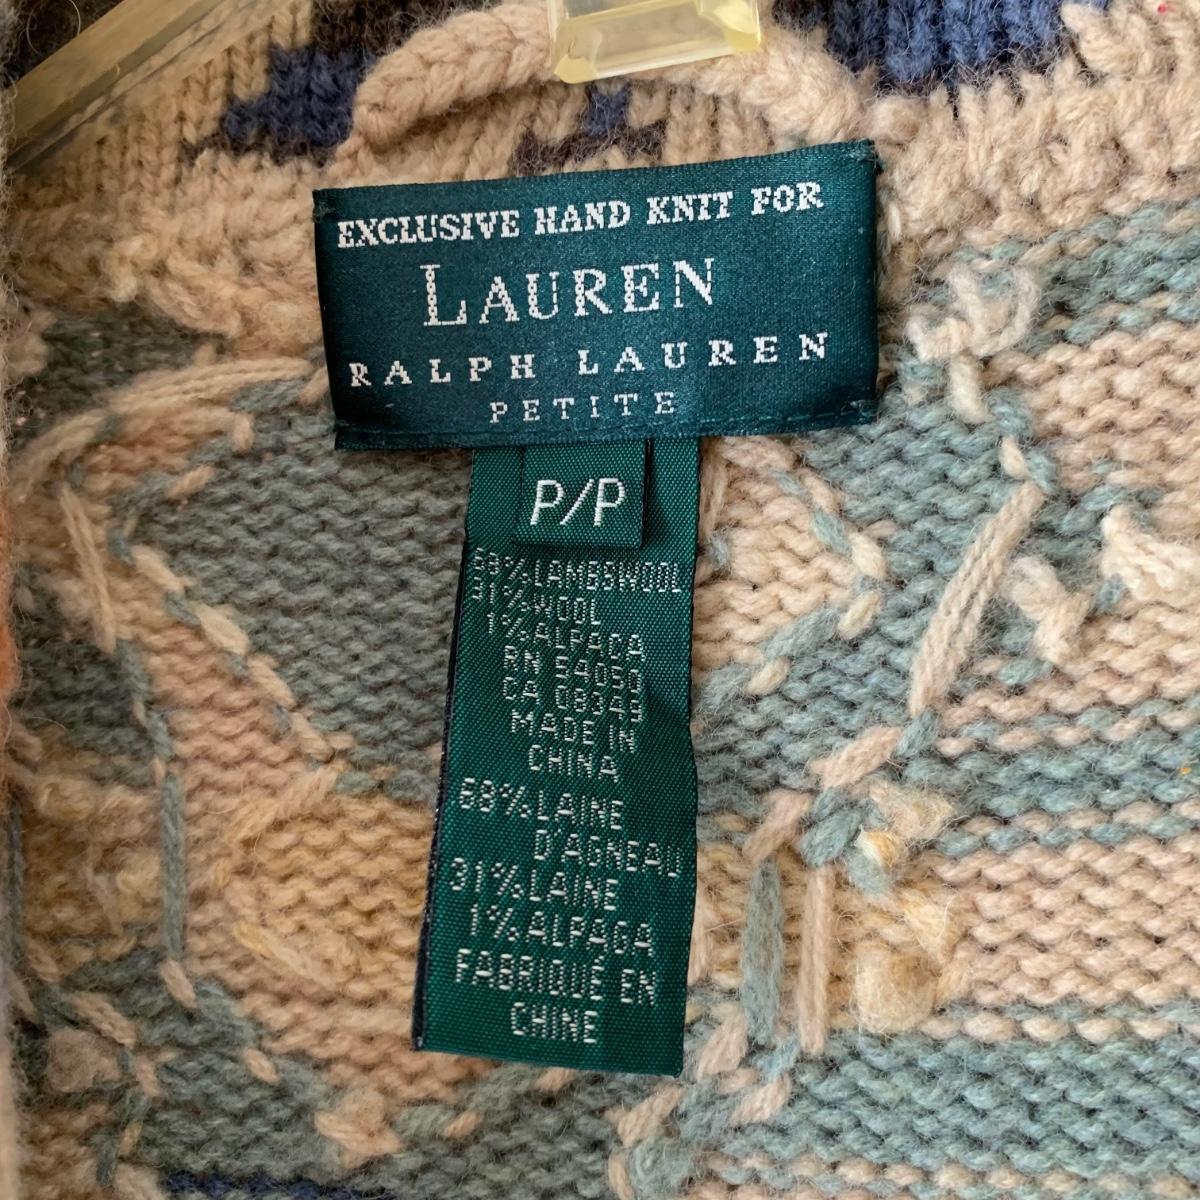 EXCLUSIVE HAND KNIT FOR
LAUREN
RALPH LAUREN
PETITE
P/P
68% LAMBSWOOL
31% WOOL
1% ALPACA
RN 54050
CA 08349
MADE IN
CHINA
68% LAINE
D'AGNEAU
31% LAINE
1% ALPAGA
FABRIQUÉ EN
CHINE